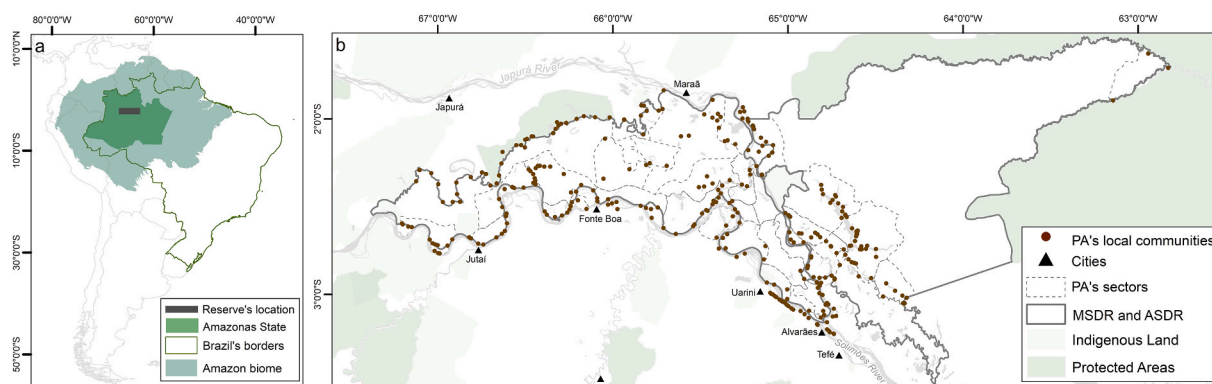 80°0'0"W 60°0'0"W 40°0'0"W
67°0'0"W 66°0'0"W 65°0'0"W 64°0'0"W 63°0'0"W
a
b
10°0'0"N
10°0'0"S
30°0'0"S
50°0'0"S
2°0'0"S
3°0'0"S
Reserve's location
Amazonas State
Brazil's borders
Amazon biome
Japurá River
Maraã
Japurá
Fonte Boa
Jutaí
Uarini
Alvarães
Tefé
Solimões River
PA's local communities
Cities
PA's sectors
MSDR and ASDR
Indigenous Land
Protected Areas